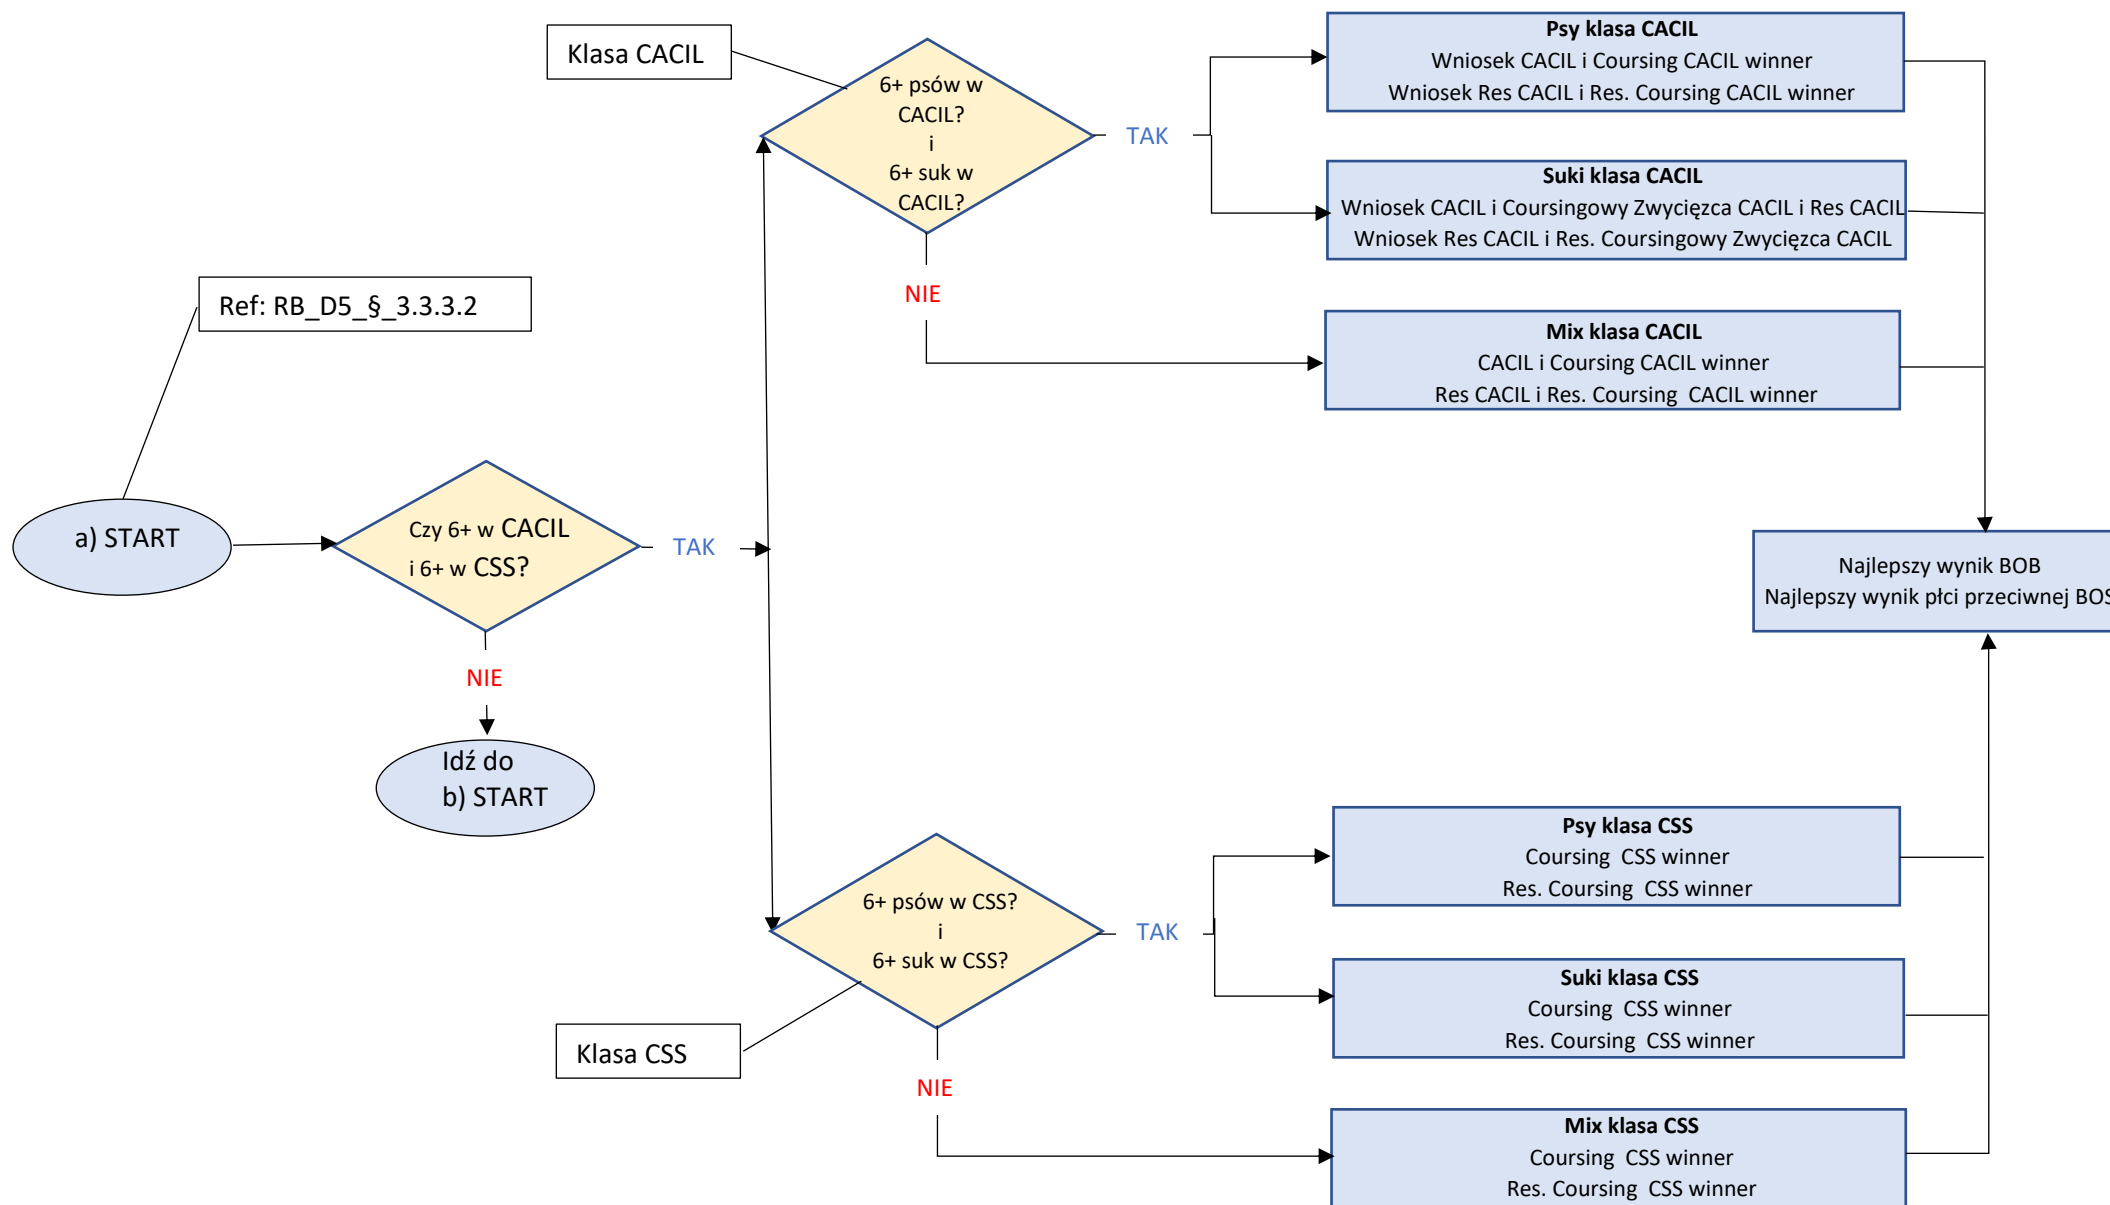 Klasa CACIL
6+ psów w
CACIL?
i
6+ suk w
CACIL?
TAK
NIE
Psy klasa CACIL
Wniosek CACIL i Coursing CACIL winner
Wniosek Res CACIL i Res. Coursing CACIL winner
Suki klasa CACIL
Wniosek CACIL i Coursingowy Zwycięzca CACIL i Res CACIL
Wniosek Res CACIL i Res. Coursingowy Zwycięzca CACIL
Mix klasa CACIL
CACIL i Coursing CACIL winner
Res CACIL i Res. Coursing CACIL winner
Ref: RB_D5_§_3.3.3.2
a) START
Czy 6+ w CACIL
i 6+ w CSS?
TAK
NIE
Idź do
b) START
Najlepszy wynik BOB
Najlepszy wynik płci przeciwnej BOS
6+ psów w CSS?
i
6+ suk w CSS?
TAK
NIE
Klasa CSS
Psy klasa CSS
Coursing CSS winner
Res. Coursing CSS winner
Suki klasa CSS
Coursing CSS winner
Res. Coursing CSS winner
Mix klasa CSS
Coursing CSS winner
Res. Coursing CSS winner